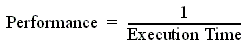 Performance = 1 / Execution Time